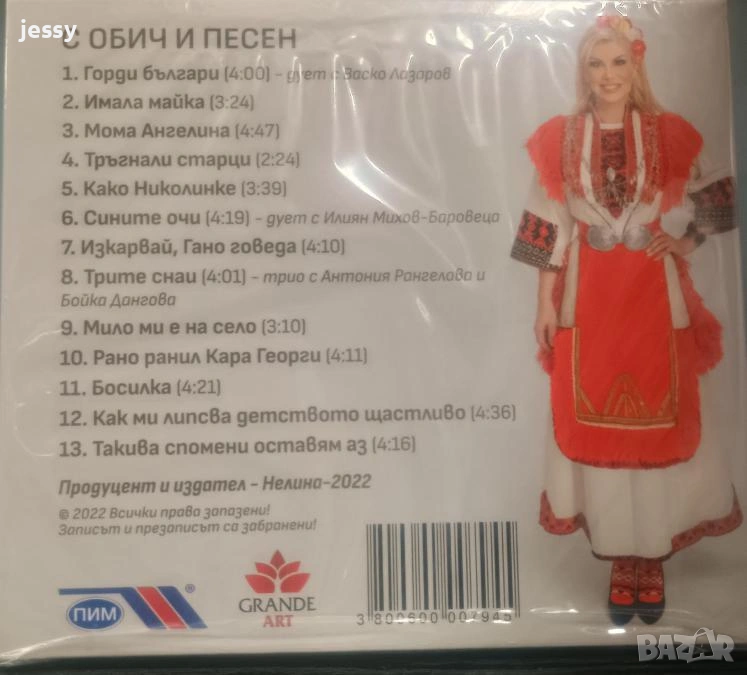 jessy
С ОБИЧ И ПЕСЕН
1. Горди българи (4:00) - дует с Васко Лазаров
2. Имала майка (3:24)
3. Мома Ангелина (4:47)
4. Тръгнали старци (2:24)
5. Како Николинке (3:39)
6. Сините очи (4:19) - дует с Илиян Михов-Баровеца
7. Изкарвай, Гано говеда (4:10)
8. Трите снаи (4:01) - трио с Антония Рангелова и
Бойка Дангова
9. Мило ми е на село (3:10)
10. Рано ранил Кара Георги (4:11)
11. Босилка (4:21)
12. Как ми липсва детството щастливо (4:36)
13. Такива спомени оставям аз (4:16)
Продуцент и издател - Нелина-2022
© 2022 Всички права запазени!
Записът и презаписът са забранени!
ПИМ ®
GRANDE
ART
3 800600 007945
BAZAR